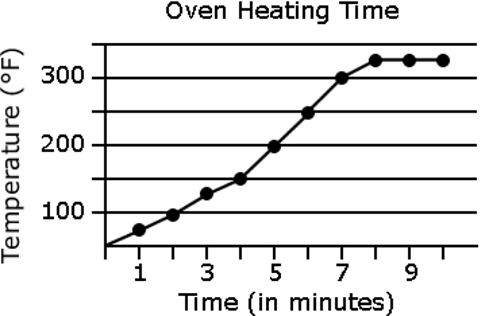 Oven Heating Time
Temperature (°F)
300
200
100
1 3 5 7 9
Time (in minutes)